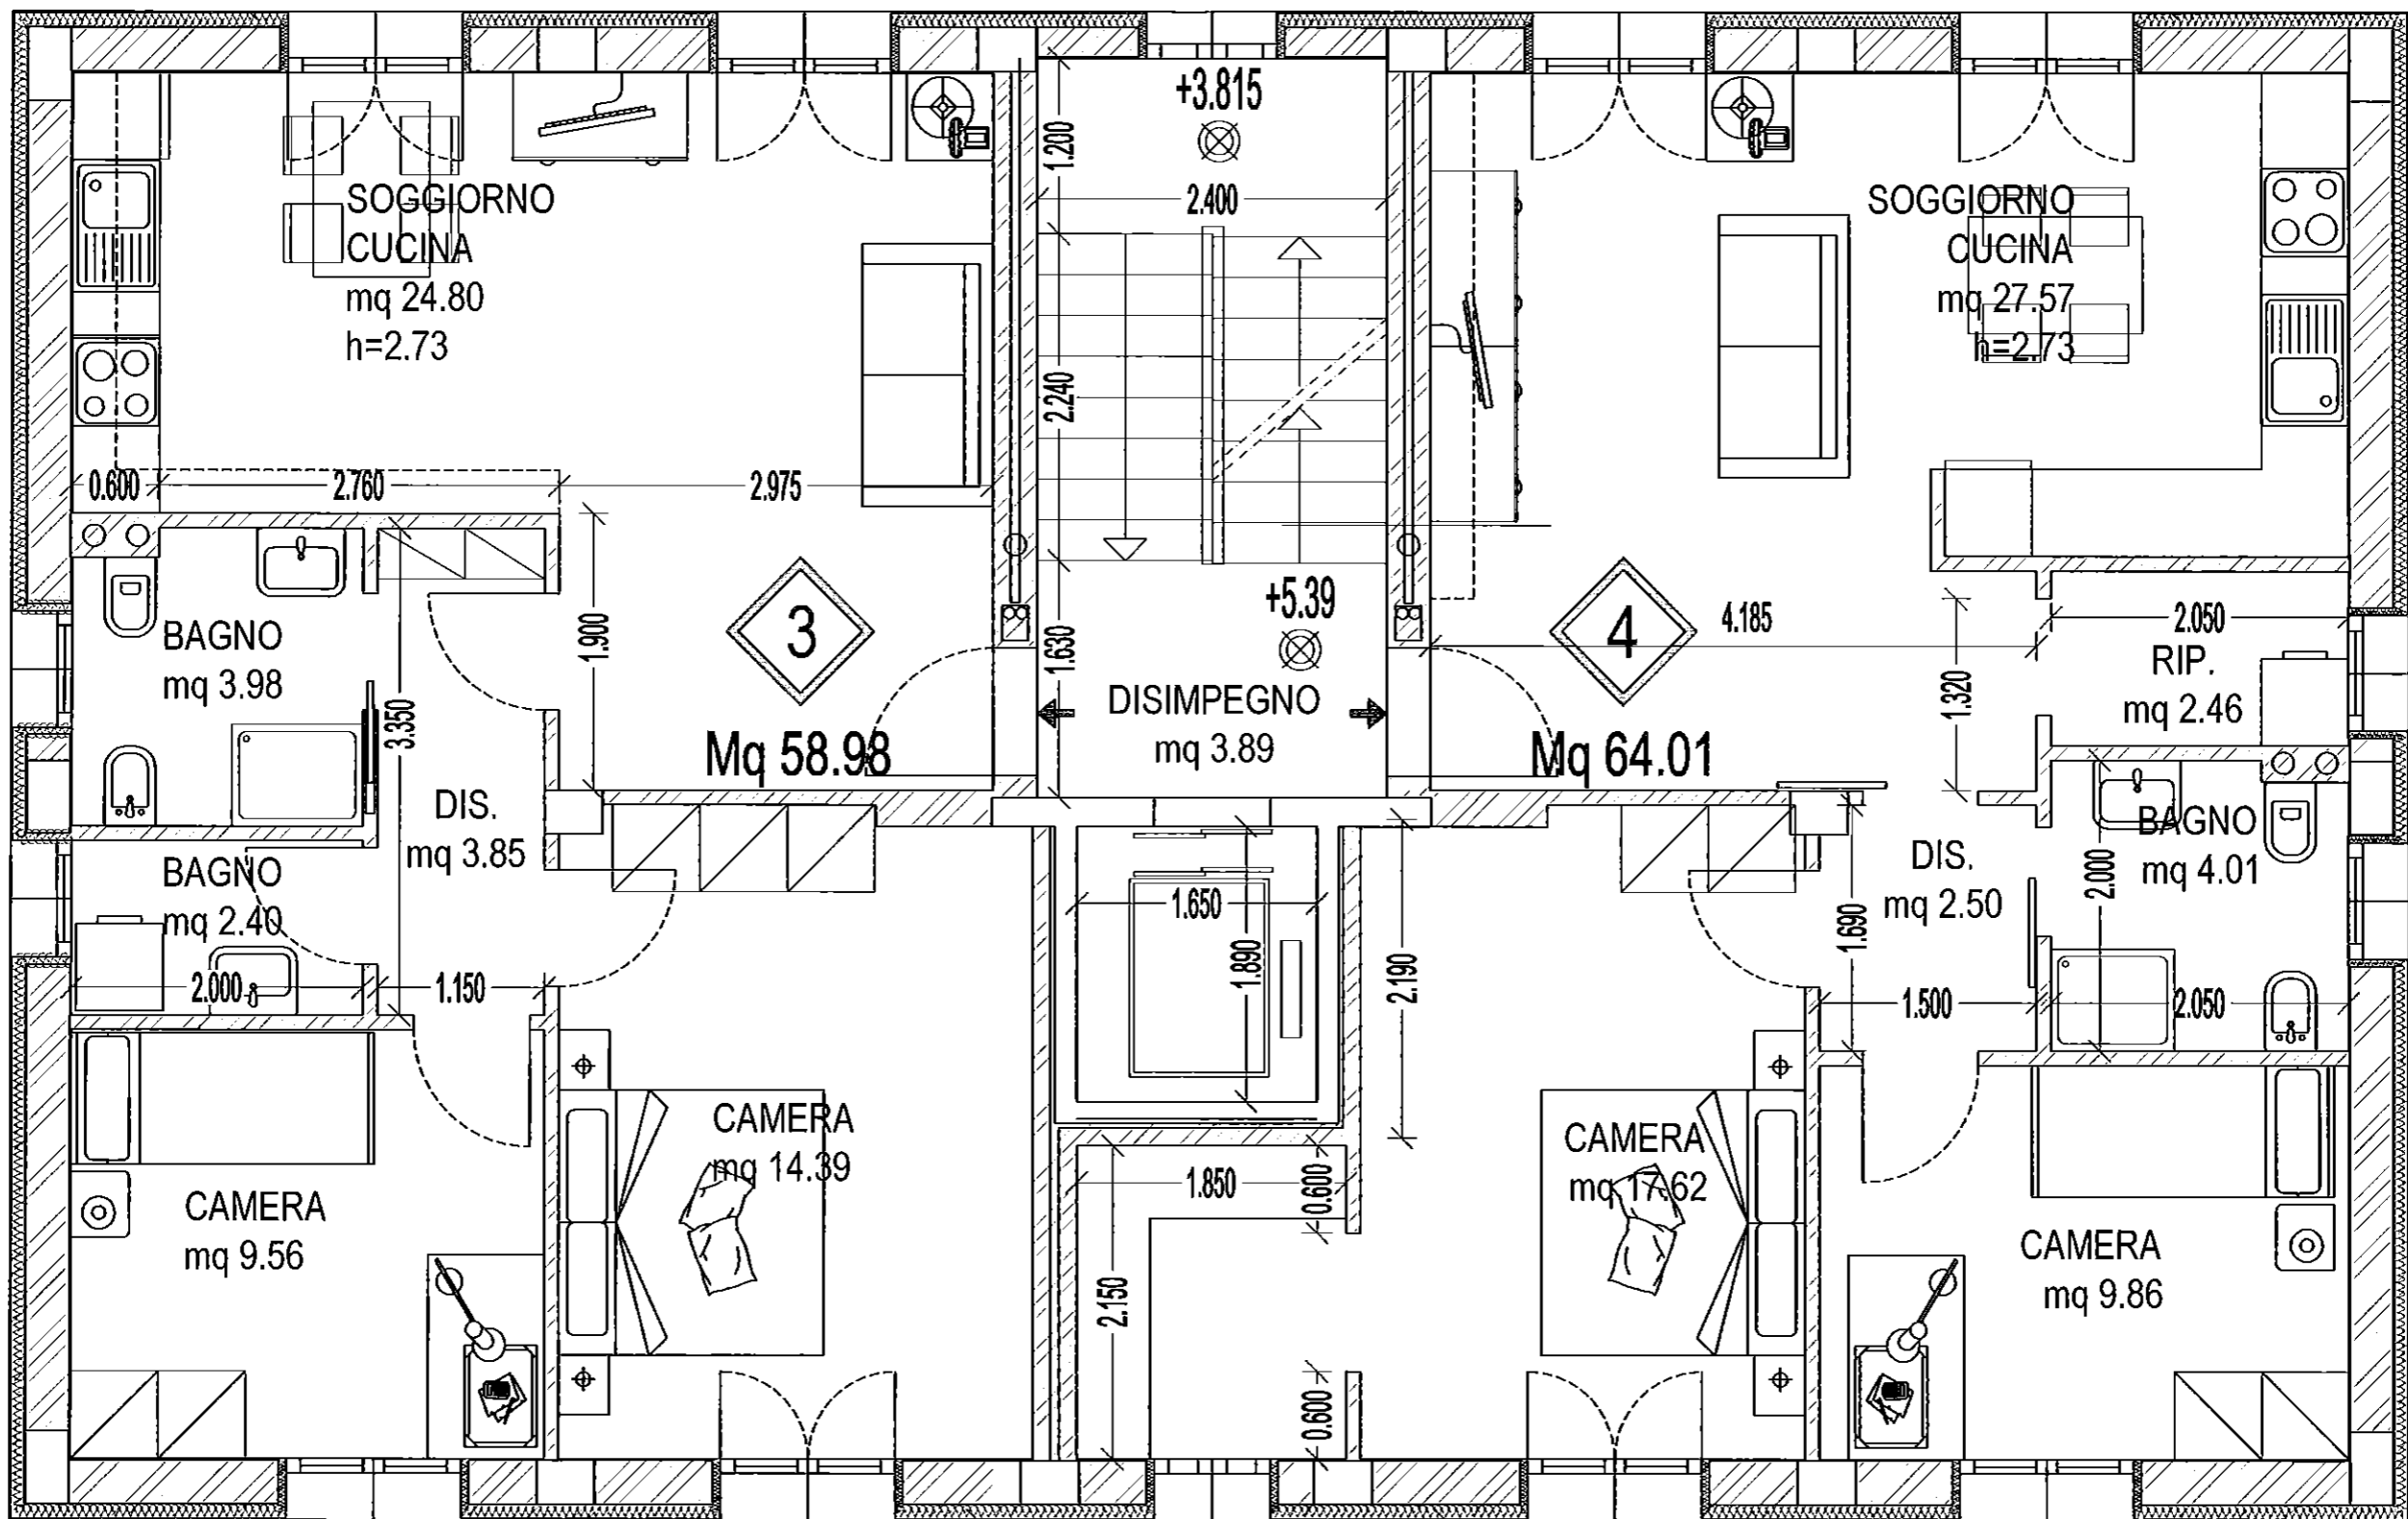 +3.815
1.200
2.400
SOGGIORNO
CUCINA
mq 24.80
h=2.73
SOGGIORNO
CUCINA
mq 27.57
h=2.73
2.240
0.600
2.760
2.975
1.900
3
+5.39
1.630
4
4.185
2.050
RIP.
mq 2.46
1.320
BAGNO
mq 3.98
3.350
DISIMPEGNO
mq 3.89
Mq 58.98
Mq 64.01
DIS.
mq 3.85
BAGNO
mq 4.01
DIS.
mq 2.50
2.000
1.690
BAGNO
mq 2.40
1.650
1.890
2.190
2.000
1.150
1.500
2.050
CAMERA
mq 14.39
CAMERA
mq 17.62
1.850
0.600
CAMERA
mq 9.56
CAMERA
mq 9.86
2.150
0.600